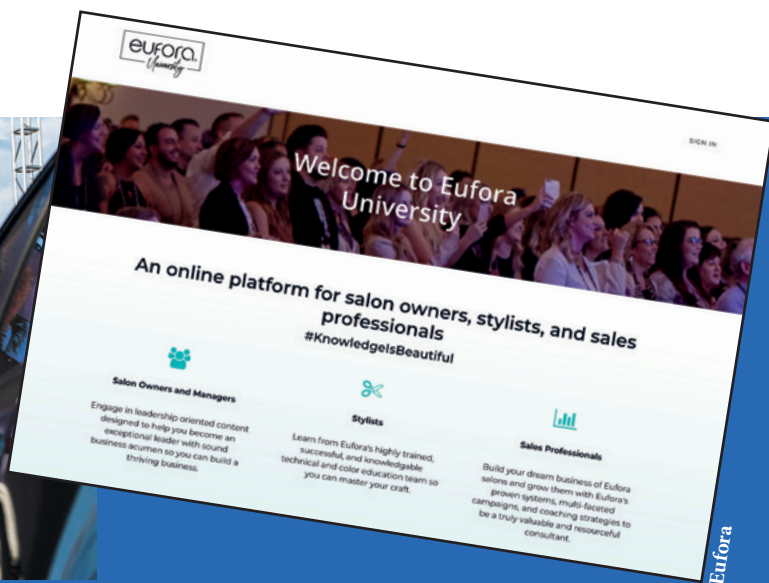 eufora
University
SIGN IN
Welcome to Eufora
University
An online platform for salon owners, stylists, and sales
professionals
#KnowledgeIsBeautiful
Salon Owners and Managers
Engage in leadership oriented content
designed to help you become an
exceptional leader with sound
business acumen so you can build a
thriving business.
Stylists
Learn from Eufora's highly trained,
successful, and knowledgeable
technical and color education team so
you can master your craft.
Sales Professionals
Build your dream business of Eufora
salons and grow them with Eufora's
proven systems, multi-faceted
campaigns, and coaching strategies to
be a truly valuable and resourceful
consultant.
Eufora